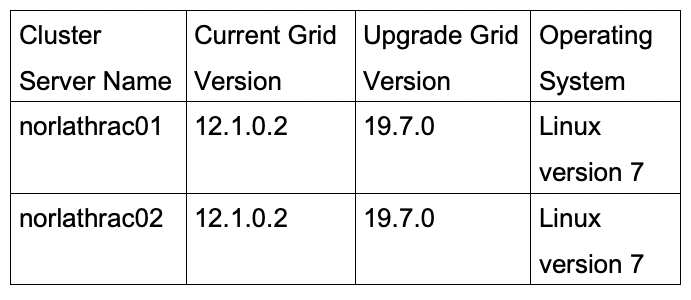 Cluster Server Name | Current Grid Version | Upgrade Grid Version | Operating System
norlathrac01 | 12.1.0.2 | 19.7.0 | Linux version 7
norlathrac02 | 12.1.0.2 | 19.7.0 | Linux version 7